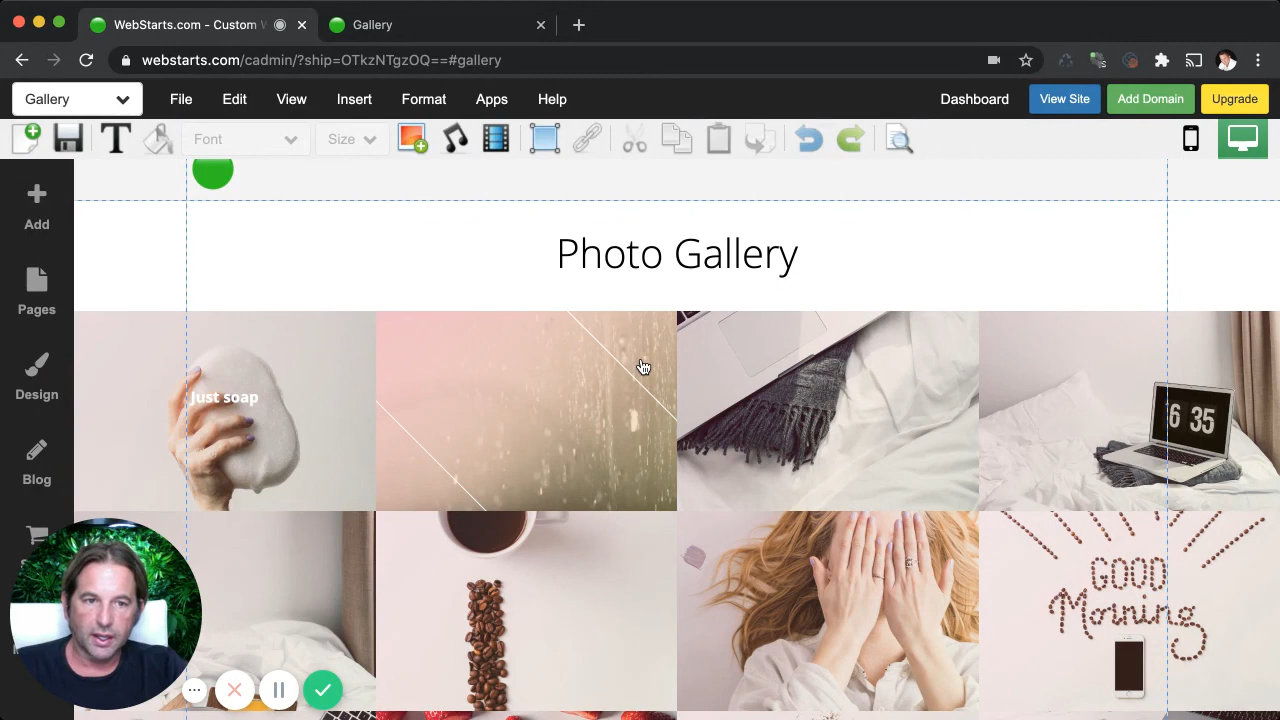 WebStarts.com - Custom W
Gallery
webstarts.com/cadmin/?ship=OTkzNTgzOQ==#gallery
Gallery
File
Edit
View
Insert
Format
Apps
Help
Dashboard
View Site
Add Domain
Upgrade
T
Font
Size
Add
Pages
Design
Blog
Photo Gallery
Just soap
6 35
GOOD
Morning